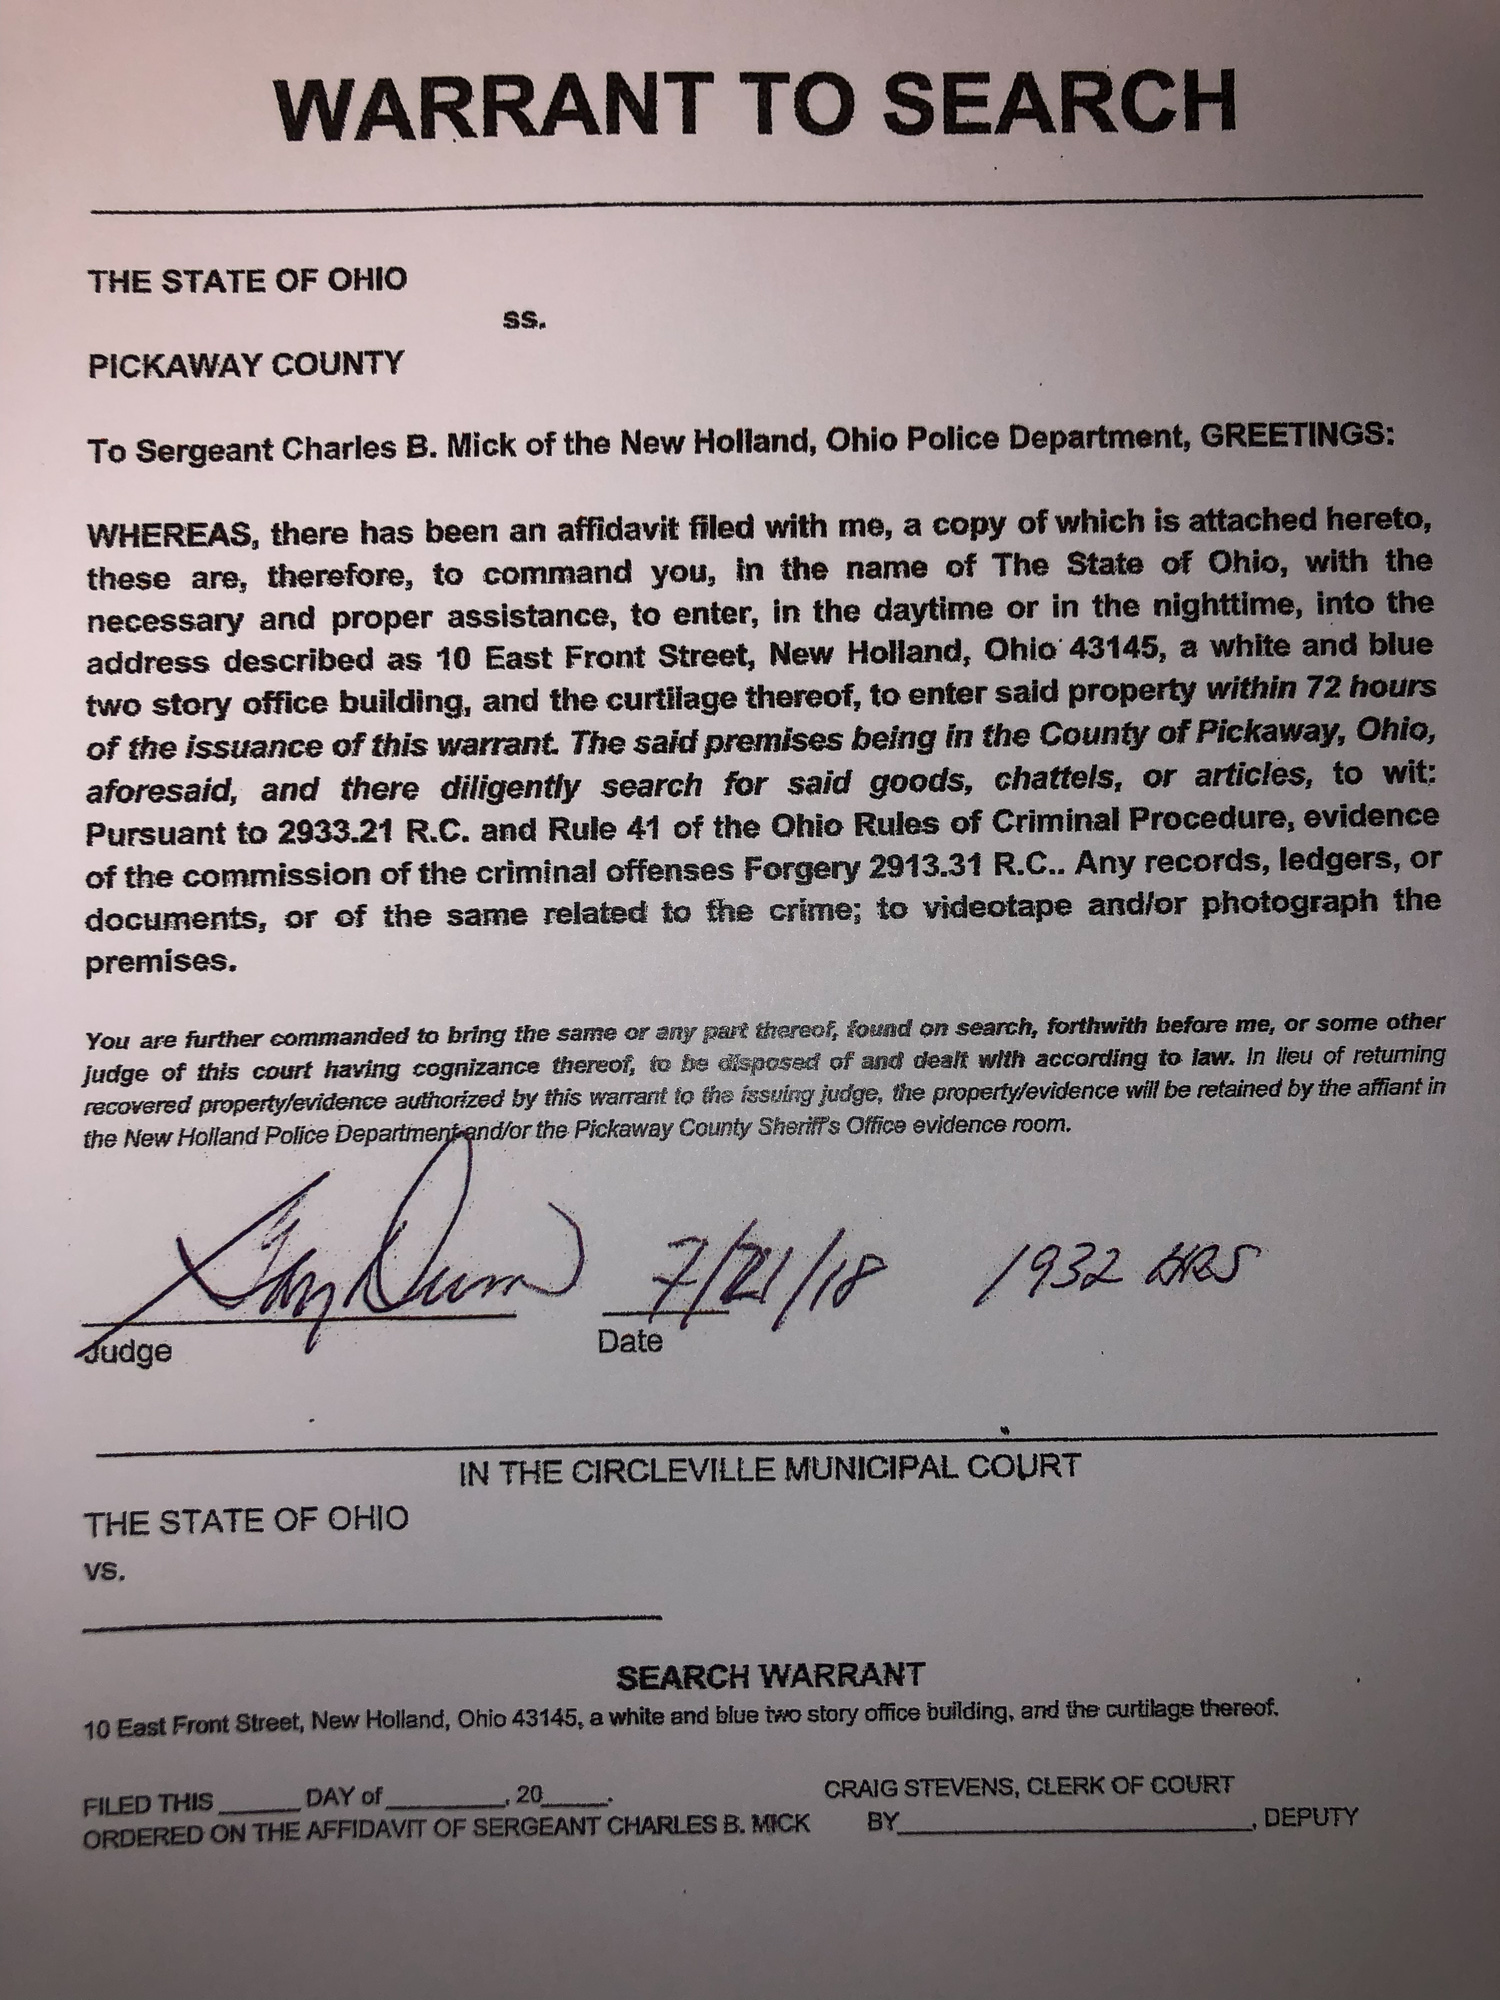 WARRANT TO SEARCH
THE STATE OF OHIO
ss.
PICKAWAY COUNTY
To Sergeant Charles B. Mick of the New Holland, Ohio Police Department, GREETINGS:
WHEREAS, there has been an affidavit filed with me, a copy of which is attached hereto,
these are, therefore, to command you, in the name of The State of Ohio, with the
necessary and proper assistance, to enter, in the daytime or in the nighttime, into the
address described as 10 East Front Street, New Holland, Ohio 43145, a white and blue
two story office building, and the curtilage thereof, to enter said property within 72 hours
of the issuance of this warrant. The said premises being in the County of Pickaway, Ohio,
aforesaid, and there diligently search for said goods, chattels, or articles, to wit:
Pursuant to 2933.21 R.C. and Rule 41 of the Ohio Rules of Criminal Procedure, evidence
of the commission of the criminal offenses Forgery 2913.31 R.C.. Any records, ledgers, or
documents, or of the same related to the crime; to videotape and/or photograph the
premises.
You are further commanded to bring the same or any part thereof, found on search, forthwith before me, or some other
judge of this court having cognizance thereof, to be disposed of and dealt with according to law. In lieu of returning
recovered property/evidence authorized by this warrant to the issuing judge, the property/evidence will be retained by the affiant in
the New Holland Police Department and/or the Pickaway County Sheriff's Office evidence room.
7/21/18 1932 HRS
Judge Date
IN THE CIRCLEVILLE MUNICIPAL COURT
THE STATE OF OHIO
vs.
SEARCH WARRANT
10 East Front Street, New Holland, Ohio 43145, a white and blue two story office building, and the curtilage thereof.
FILED THIS ______ DAY of _________, 20_____. CRAIG STEVENS, CLERK OF COURT
ORDERED ON THE AFFIDAVIT OF SERGEANT CHARLES B. MICK BY__________________________, DEPUTY